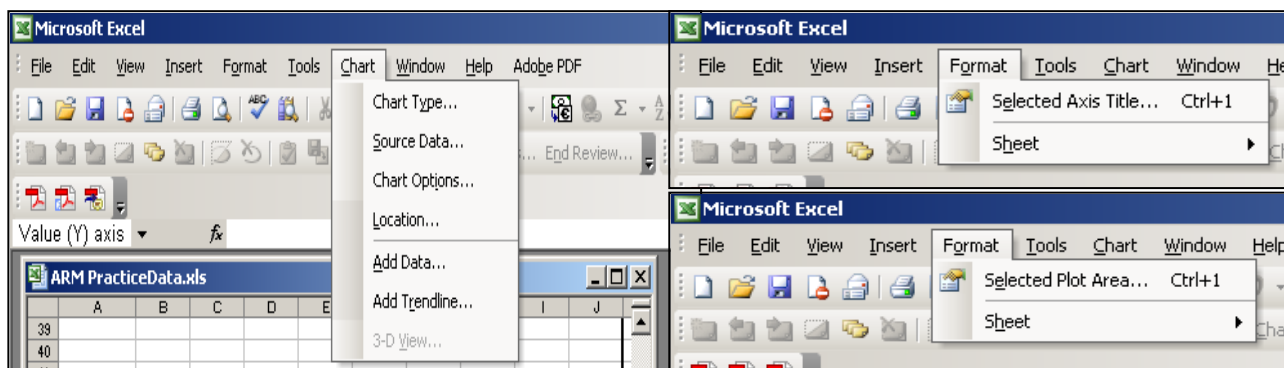 Microsoft Excel
File Edit View Insert Format Tools Chart Window Help Adobe PDF
Chart Type...
Source Data...
Chart Options...
Location...
Add Data...
Add Trendline...
3-D View...
ABC
Σ
End Review...
Value (Y) axis
fx
ARM PracticeData.xls
A B C D E I J
39
40
Microsoft Excel
File Edit View Insert Format Tools Chart Window
Selected Axis Title... Ctrl+1
Sheet
Microsoft Excel
File Edit View Insert Format Tools Chart Window Help
Selected Plot Area... Ctrl+1
Sheet